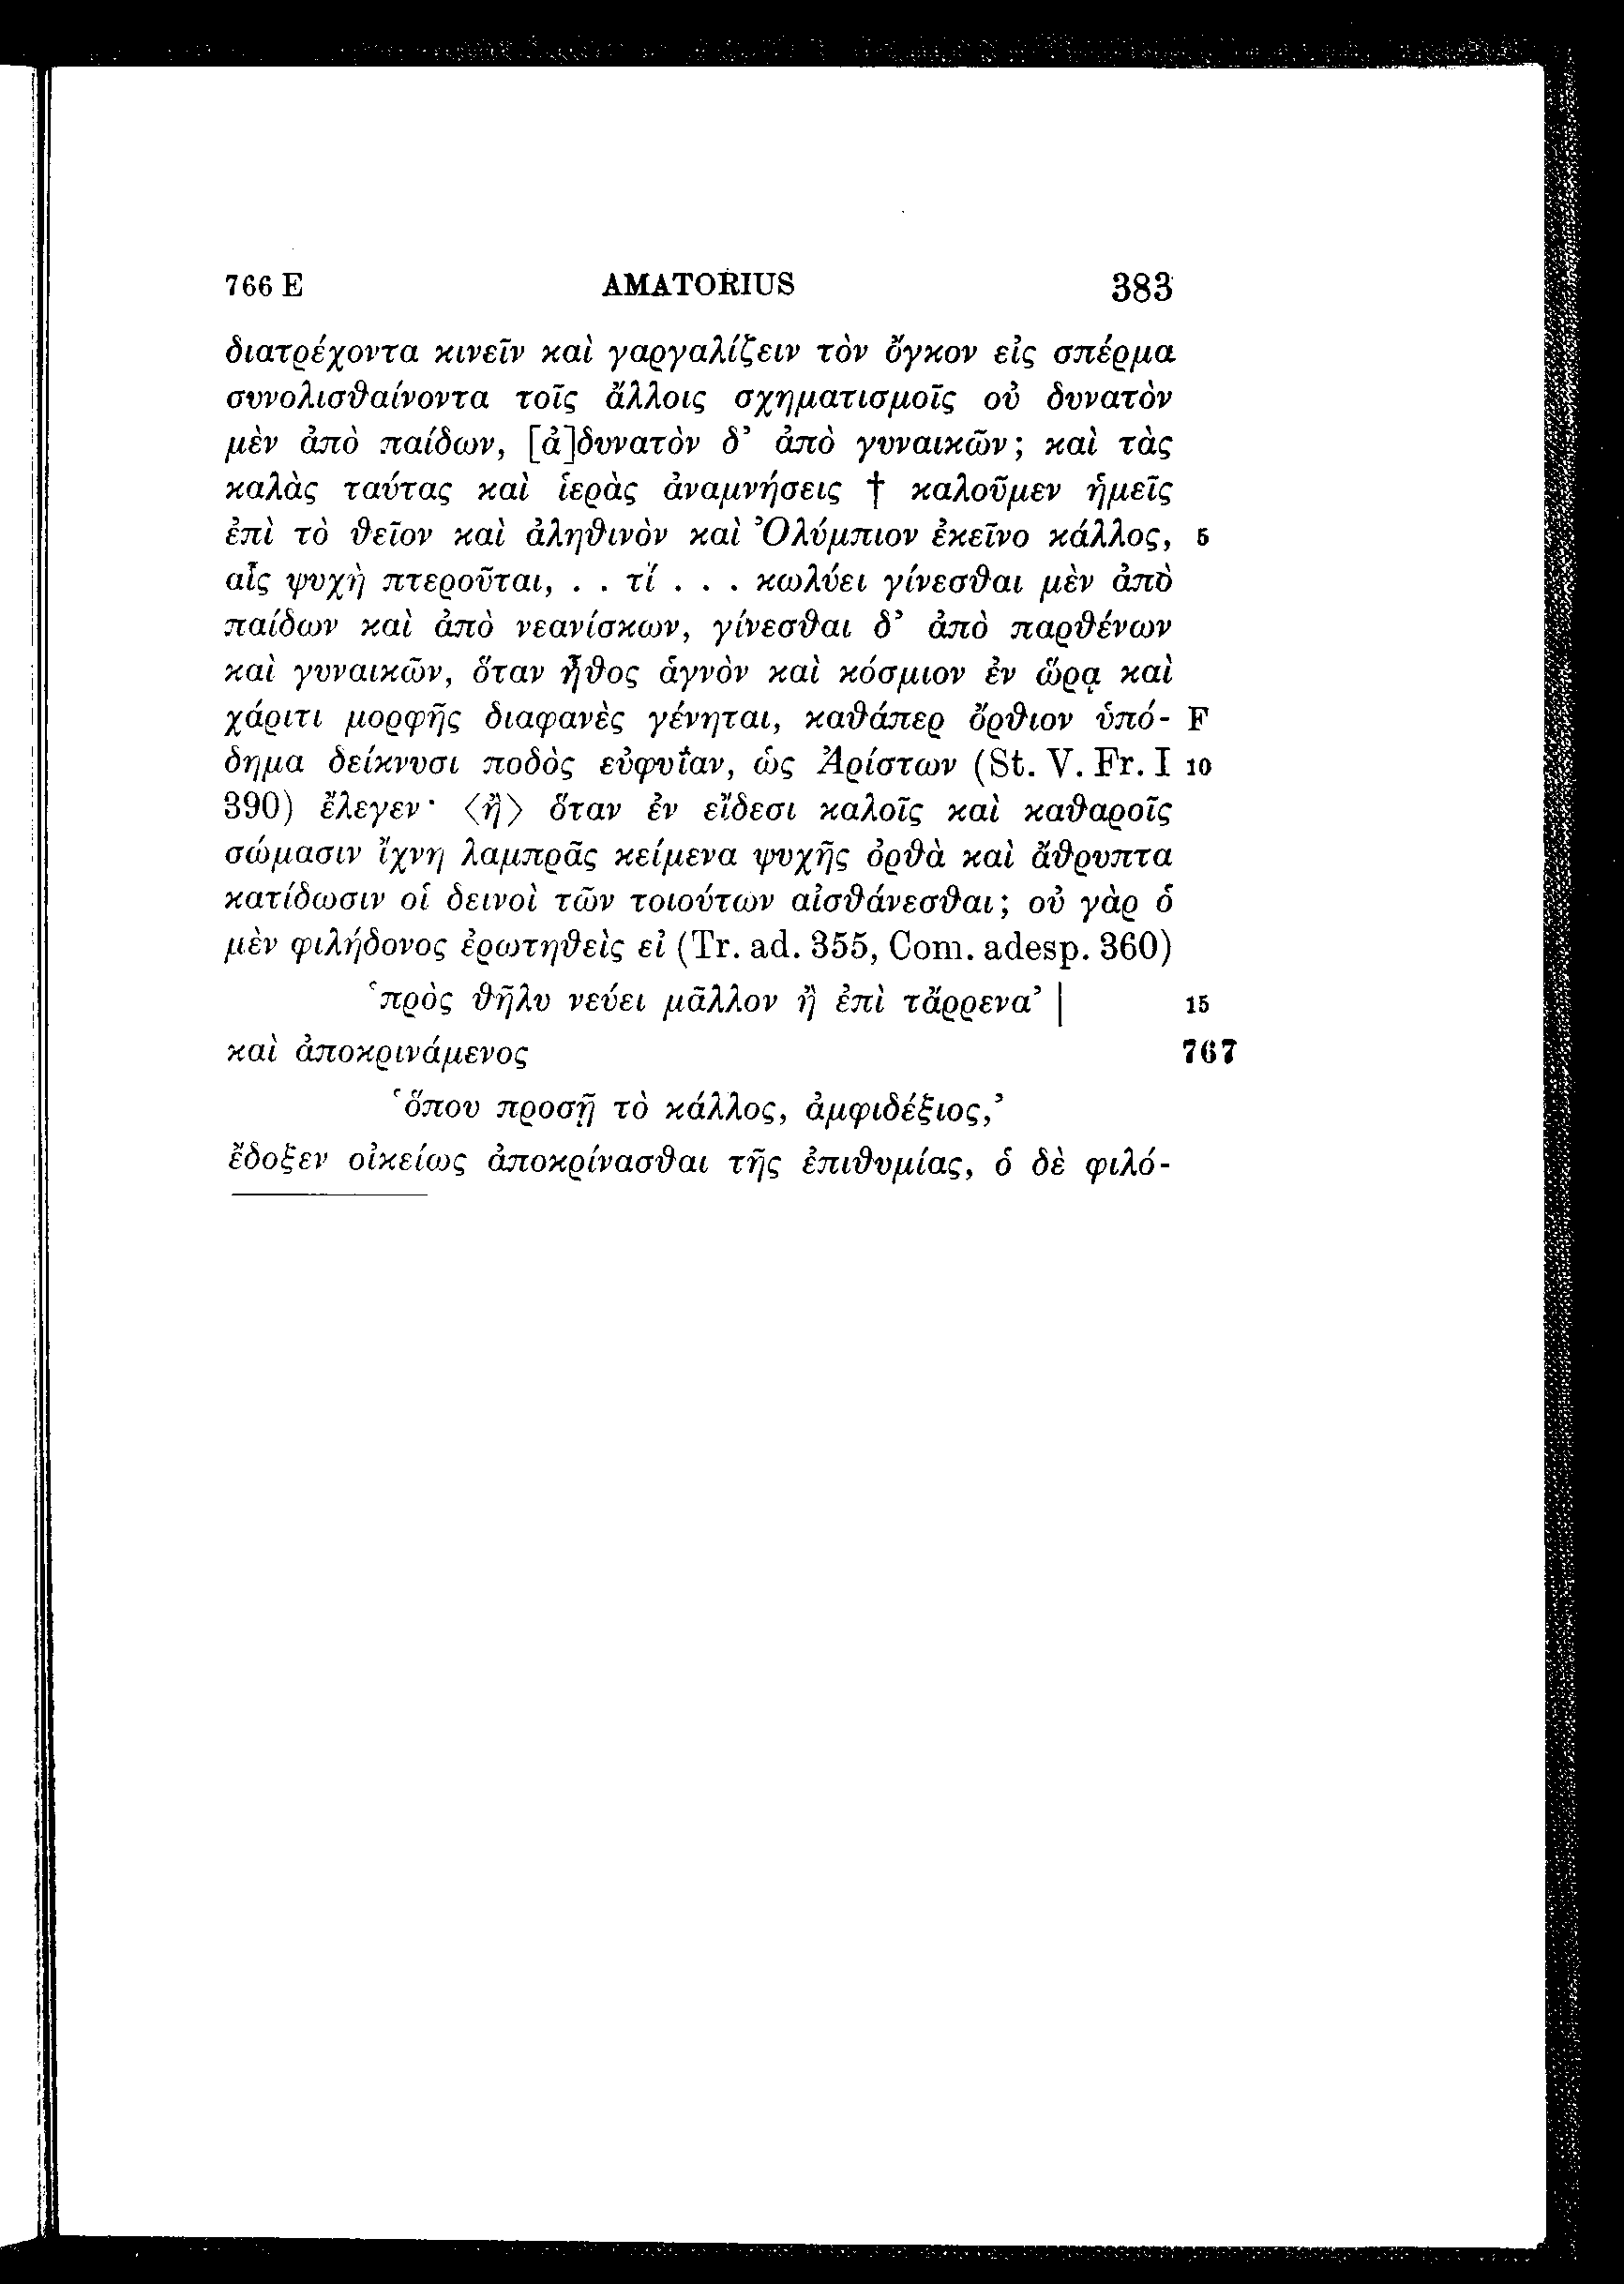 766 E AMATORIUS 383
διατρέχοντα κινεῖν καὶ γαργαλίζειν τὸν ὄγκον εἰς σπέρμα
συνολισθαίνοντα τοῖς ἄλλοις σχηματισμοῖς οὐ δυνατὸν
μὲν ἀπὸ παίδων, [ἀ]δυνατὸν δ’ ἀπὸ γυναικῶν; καὶ τὰς
καλὰς ταύτας καὶ ἱερὰς ἀναμνήσεις † καλοῦμεν ἡμεῖς
ἐπὶ τὸ θεῖον καὶ ἀληθινὸν καὶ Ὀλύμπιον ἐκεῖνο κάλλος, 5
αἷς ψυχὴ πτεροῦται, . . τί . . . κωλύει γίνεσθαι μὲν ἀπὸ
παίδων καὶ ἀπὸ νεανίσκων, γίνεσθαι δ’ ἀπὸ παρθένων
καὶ γυναικῶν, ὅταν ἦθος ἁγνὸν καὶ κόσμιον ἐν ὥρᾳ καὶ
χάριτι μορφῆς διαφανὲς γένηται, καθάπερ ὄρθιον ὑπό- F
δημα δείκνυσι ποδὸς εὐφυΐαν, ὡς Ἀρίστων (St. V. Fr. I 10
390) ἔλεγεν· ⟨ἢ⟩ ὅταν ἐν εἴδεσι καλοῖς καὶ καθαροῖς
σώμασιν ἴχνη λαμπρᾶς κείμενα ψυχῆς ὀρθὰ καὶ ἄθρυπτα
κατίδωσιν οἱ δεινοὶ τῶν τοιούτων αἰσθάνεσθαι; οὐ γὰρ ὁ
μὲν φιλήδονος ἐρωτηθεὶς εἰ (Tr. ad. 355, Com. adesp. 360)
‘πρὸς θῆλυ νεύει μᾶλλον ἢ ἐπὶ τἄρρενα’ | 15
καὶ ἀποκρινάμενος 767
‘ὅπου προσῇ τὸ κάλλος, ἀμφιδέξιος,’
ἔδοξεν οἰκείως ἀποκρίνασθαι τῆς ἐπιθυμίας, ὁ δὲ φιλό-